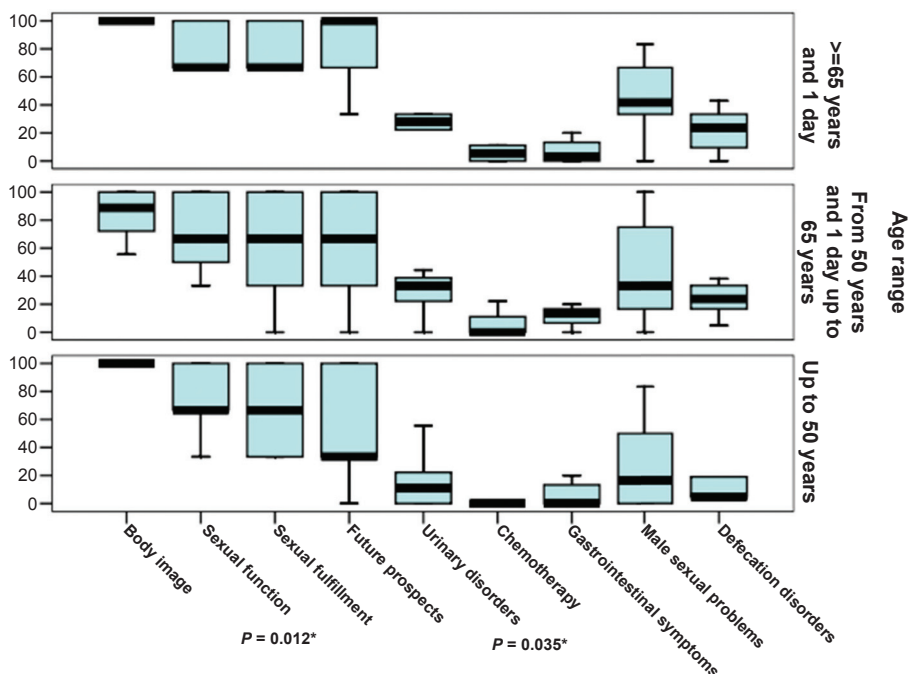 100
80
60
40
20
0
>=65 years
and 1 day
100
80
60
40
20
0
From 50 years
and 1 day up to
65 years
100
80
60
40
20
0
Up to 50 years
Age range
Body image
Sexual function
Sexual fulfillment
Future prospects
Urinary disorders
Chemotherapy
Gastrointestinal symptoms
Male sexual problems
Defecation disorders
P = 0.012*
P = 0.035*